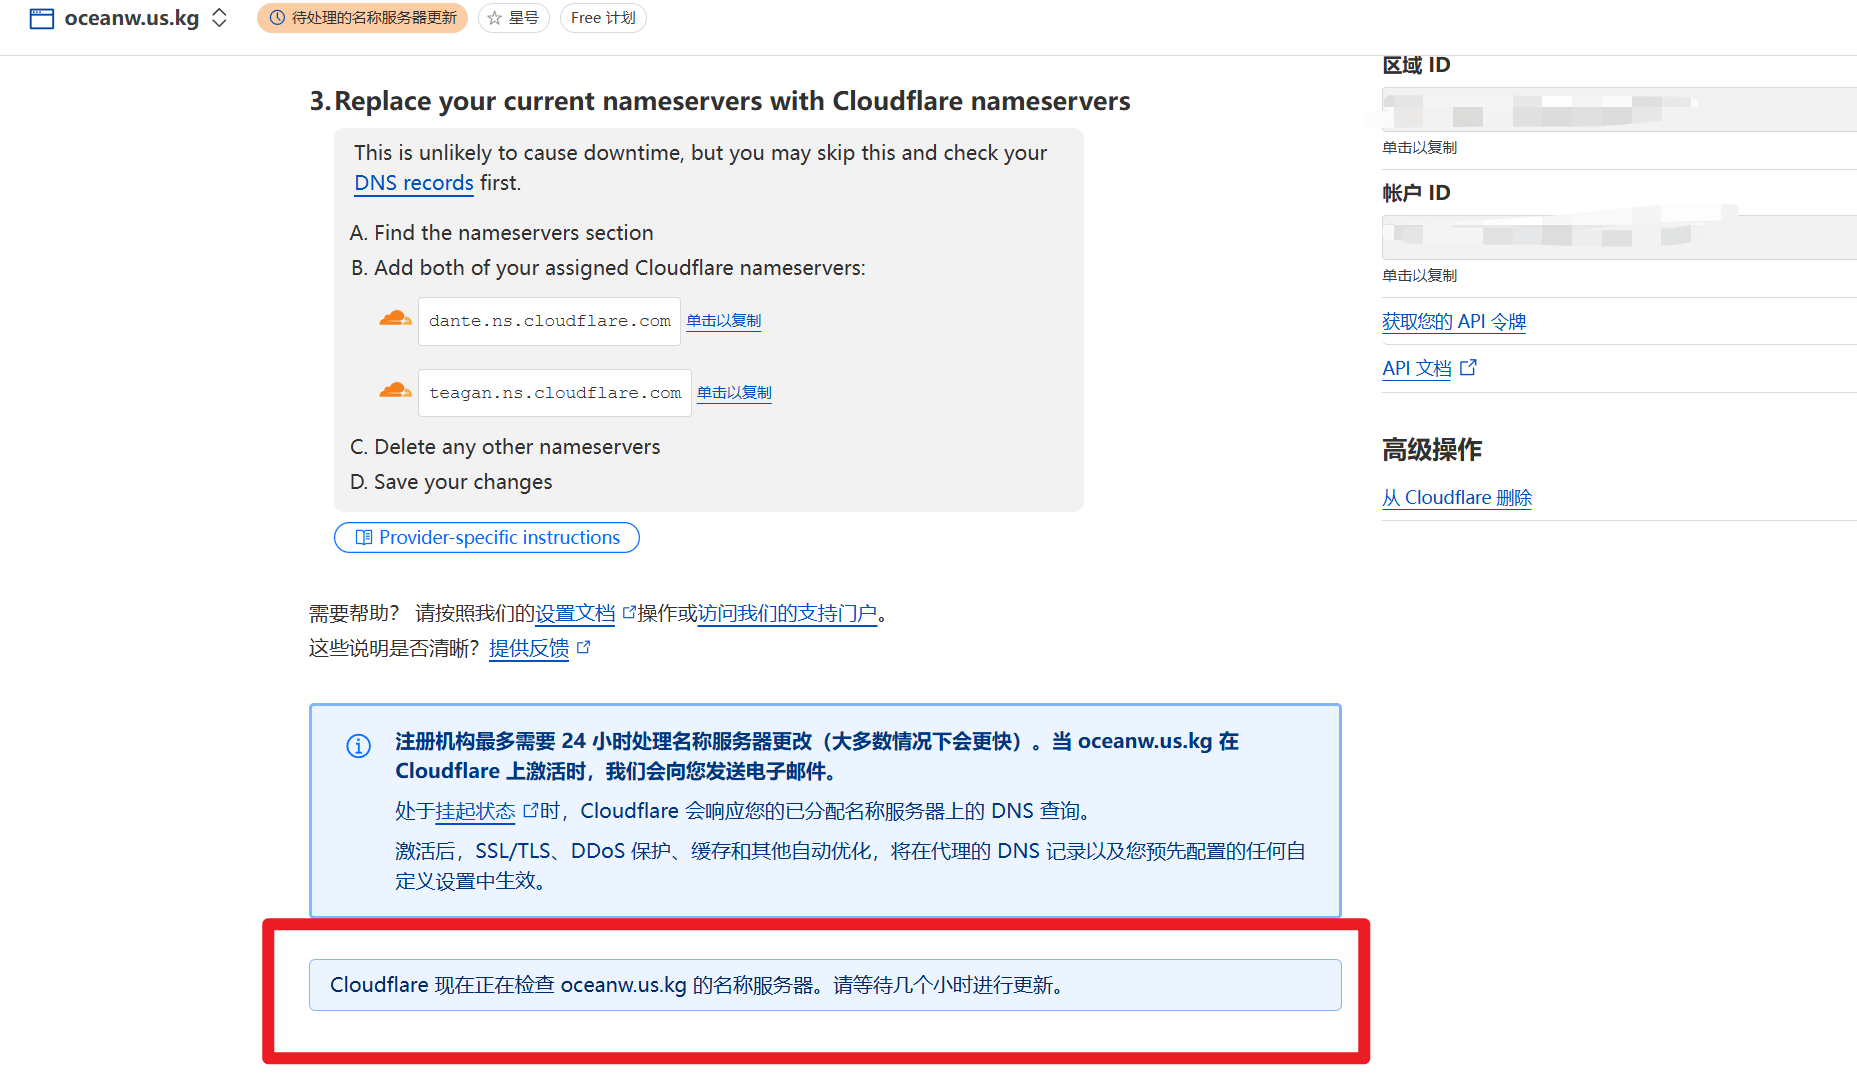 oceanw.us.kg
待处理的名称服务器更新
星号
Free 计划
3. Replace your current nameservers with Cloudflare nameservers
This is unlikely to cause downtime, but you may skip this and check your
DNS records first.
A. Find the nameservers section
B. Add both of your assigned Cloudflare nameservers:
dante.ns.cloudflare.com 单击以复制
teagan.ns.cloudflare.com 单击以复制
C. Delete any other nameservers
D. Save your changes
Provider-specific instructions
需要帮助? 请按照我们的设置文档操作或访问我们的支持门户。
这些说明是否清晰? 提供反馈
注册机构最多需要 24 小时处理名称服务器更改（大多数情况下会更快）。当 oceanw.us.kg 在
Cloudflare 上激活时，我们会向您发送电子邮件。
处于挂起状态时，Cloudflare 会响应您的已分配名称服务器上的 DNS 查询。
激活后，SSL/TLS、DDoS 保护、缓存和其他自动优化，将在代理的 DNS 记录以及您预先配置的任何自
定义设置中生效。
Cloudflare 现在正在检查 oceanw.us.kg 的名称服务器。请等待几个小时进行更新。
区域 ID
单击以复制
帐户 ID
单击以复制
获取您的 API 令牌
API 文档
高级操作
从 Cloudflare 删除